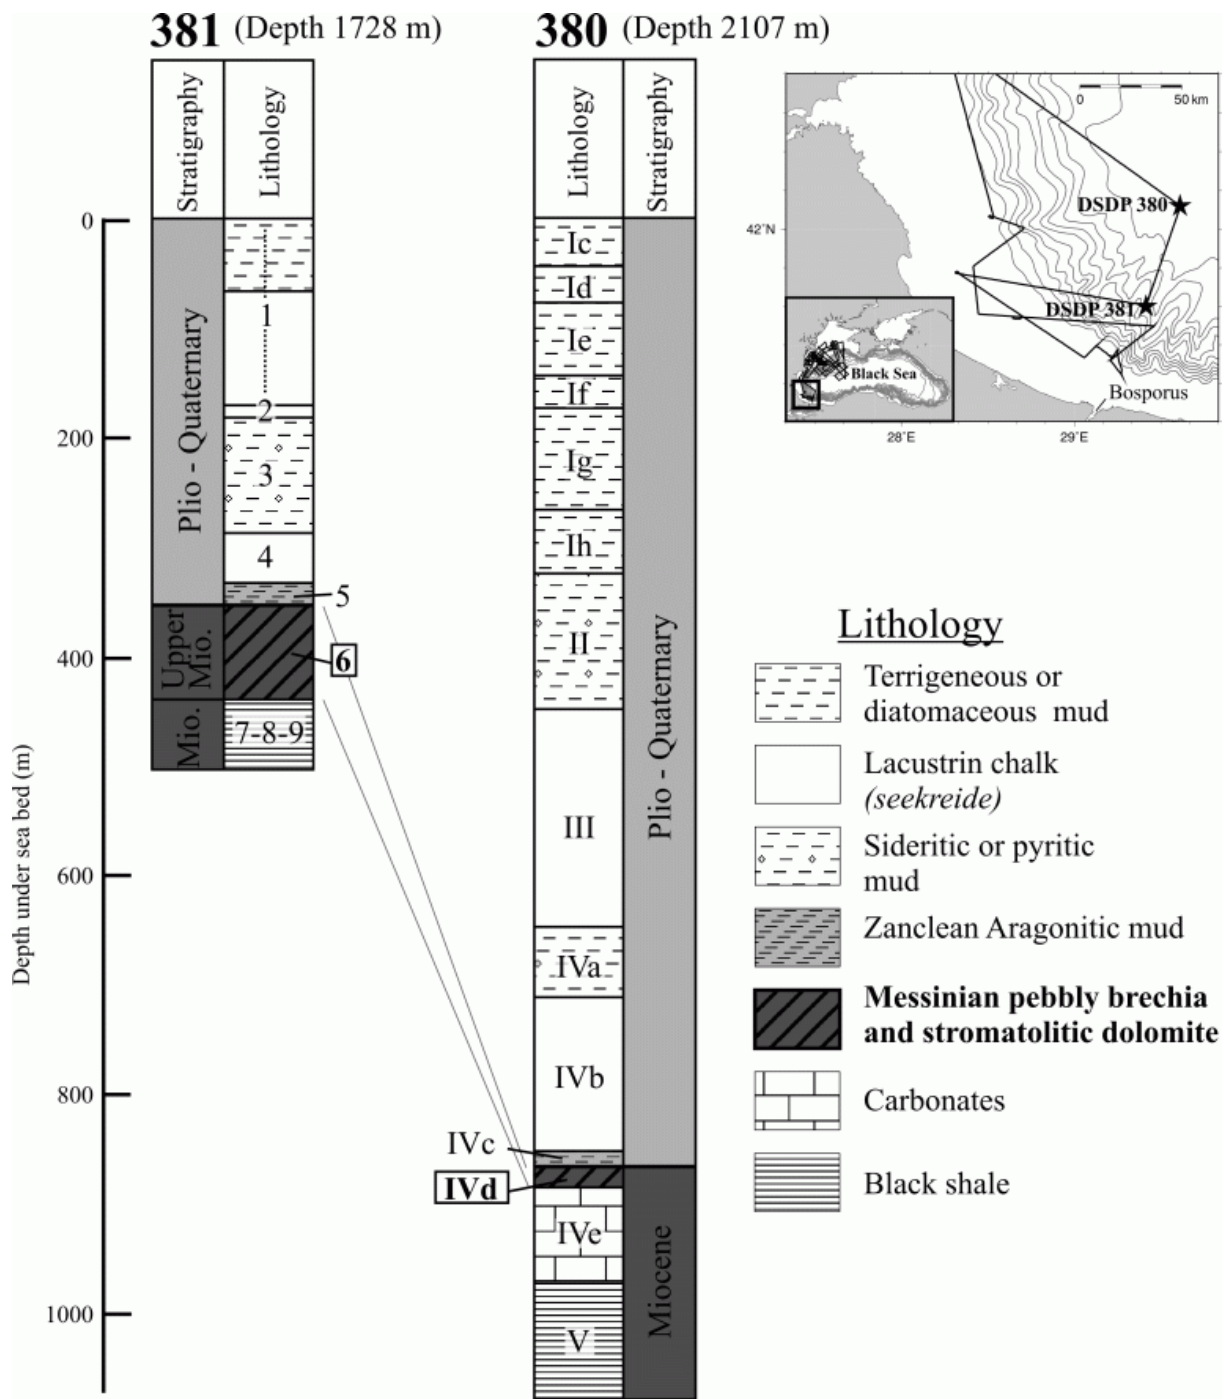 381 (Depth 1728 m)
380 (Depth 2107 m)
Stratigraphy
Lithology
Lithology
Stratigraphy
Depth under sea bed (m)
0
200
400
600
800
1000
Plio - Quaternary
Upper
Mio.
Mio.
1
2
3
4
5
6
7-8-9
Ic
Id
Ie
If
Ig
Ih
II
III
IVa
IVb
IVc
IVd
IVe
V
Plio - Quaternary
Miocene
0
50 km
DSDP 380
42°N
DSDP 381
Black Sea
Bosporus
28°E
29°E
Lithology
Terrigeneous or
diatomaceous mud
Lacustrin chalk
(seekreide)
Sideritic or pyritic
mud
Zanclean Aragonitic mud
Messinian pebbly brechia
and stromatolitic dolomite
Carbonates
Black shale